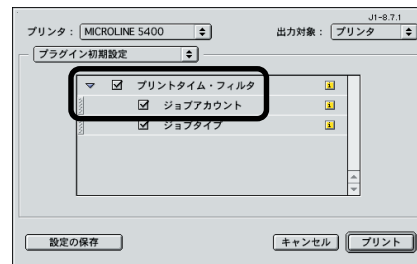 J1-8.7.1
プリンタ： MICROLINE 5400 出力対象： プリンタ
プラグイン初期設定
プリントタイム・フィルタ
ジョブアカウント
ジョブタイプ
設定の保存 キャンセル プリント